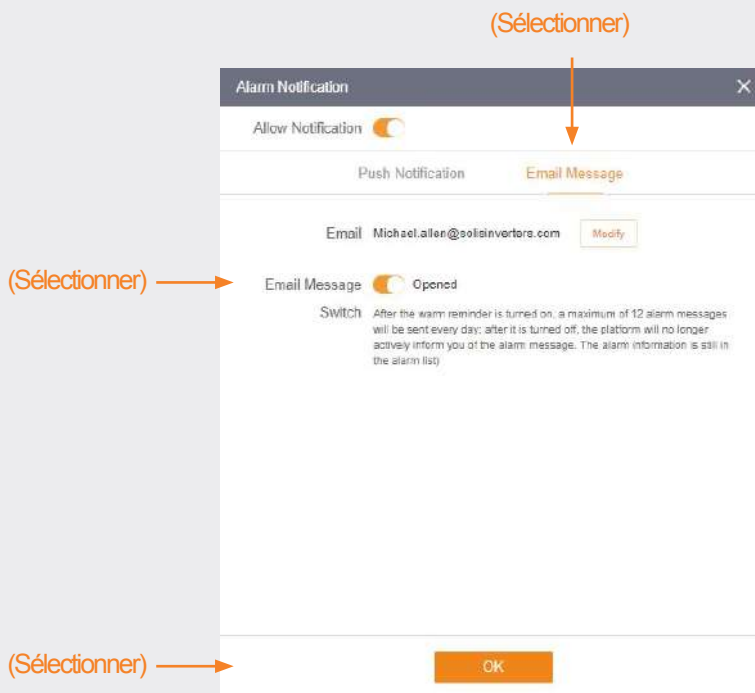 (Sélectionner)
Alarm Notification
Allow Notification
Push Notification
Email Message
Email Michael.allen@solisinverters.com Modify
(Sélectionner)
Email Message Opened
Switch After the warm reminder is turned on, a maximum of 12 alarm messages
will be sent every day; after it is turned off, the platform will no longer
actively inform you of the alarm message. The alarm information is still in
the alarm list)
(Sélectionner)
OK